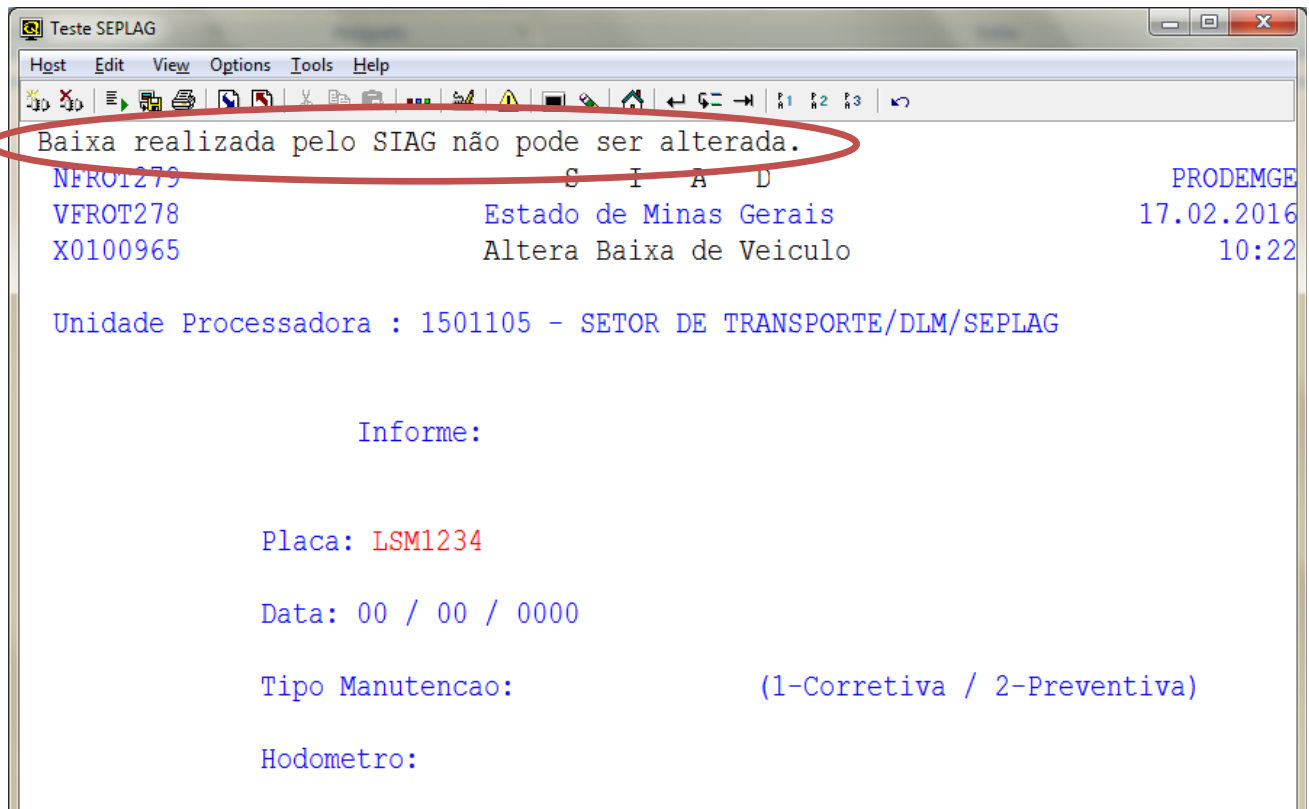 Teste SEPLAG
Host Edit View Options Tools Help
Baixa realizada pelo SIAG não pode ser alterada.
NFROT279 S I A D PRODEMGE
VFROT278 Estado de Minas Gerais 17.02.2016
X0100965 Altera Baixa de Veiculo 10:22
Unidade Processadora : 1501105 - SETOR DE TRANSPORTE/DLM/SEPLAG
Informe:
Placa: LSM1234
Data: 00 / 00 / 0000
Tipo Manutencao: (1-Corretiva / 2-Preventiva)
Hodometro: